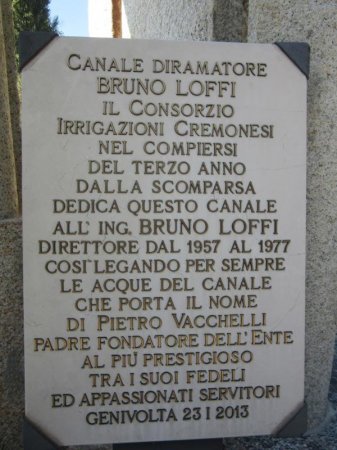 CANALE DIRAMATORE
BRUNO LOFFI
IL CONSORZIO
IRRIGAZIONI CREMONESI
NEL COMPIERSI
DEL TERZO ANNO
DALLA SCOMPARSA
DEDICA QUESTO CANALE
ALL' ING. BRUNO LOFFI
DIRETTORE DAL 1957 AL 1977
COSI' LEGANDO PER SEMPRE
LE ACQUE DEL CANALE
CHE PORTA IL NOME
DI PIETRO VACCHELLI
PADRE FONDATORE DELL'ENTE
AL PIU' PRESTIGIOSO
TRA I SUOI FEDELI
ED APPASSIONATI SERVITORI
GENIVOLTA 23 I 2013